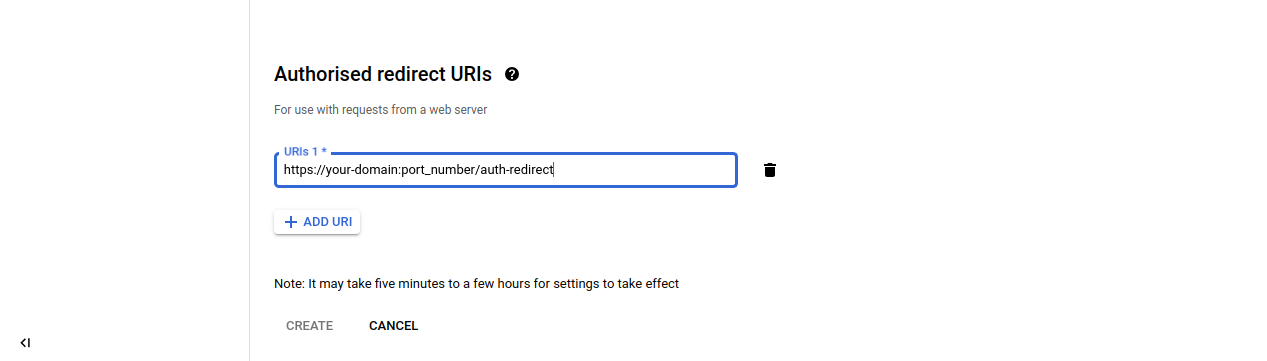 Authorised redirect URIs
For use with requests from a web server
URIs 1 *
https://your-domain:port_number/auth-redirect
ADD URI
Note: It may take five minutes to a few hours for settings to take effect
CREATE CANCEL